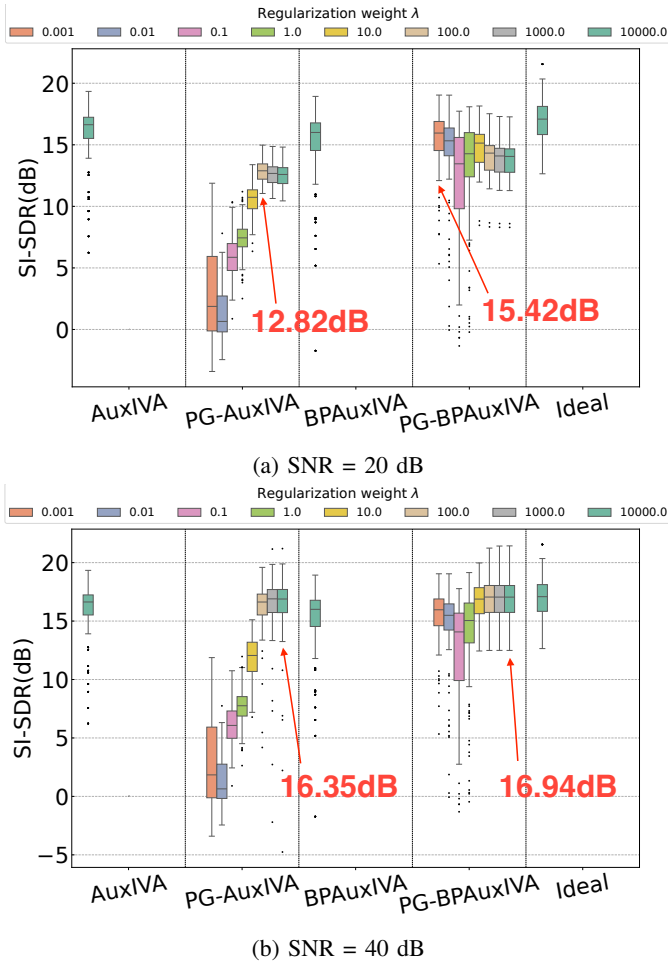 Regularization weight λ
0.001 0.01 0.1 1.0 10.0 100.0 1000.0 10000.0
20
15
10
5
0
SI-SDR(dB)
12.82dB
15.42dB
AuxIVA PG-AuxIVA BPAuxIVA PG-BPAuxIVA Ideal
(a) SNR = 20 dB
Regularization weight λ
0.001 0.01 0.1 1.0 10.0 100.0 1000.0 10000.0
20
15
10
5
0
−5
SI-SDR(dB)
16.35dB
16.94dB
AuxIVA PG-AuxIVA BPAuxIVA PG-BPAuxIVA Ideal
(b) SNR = 40 dB